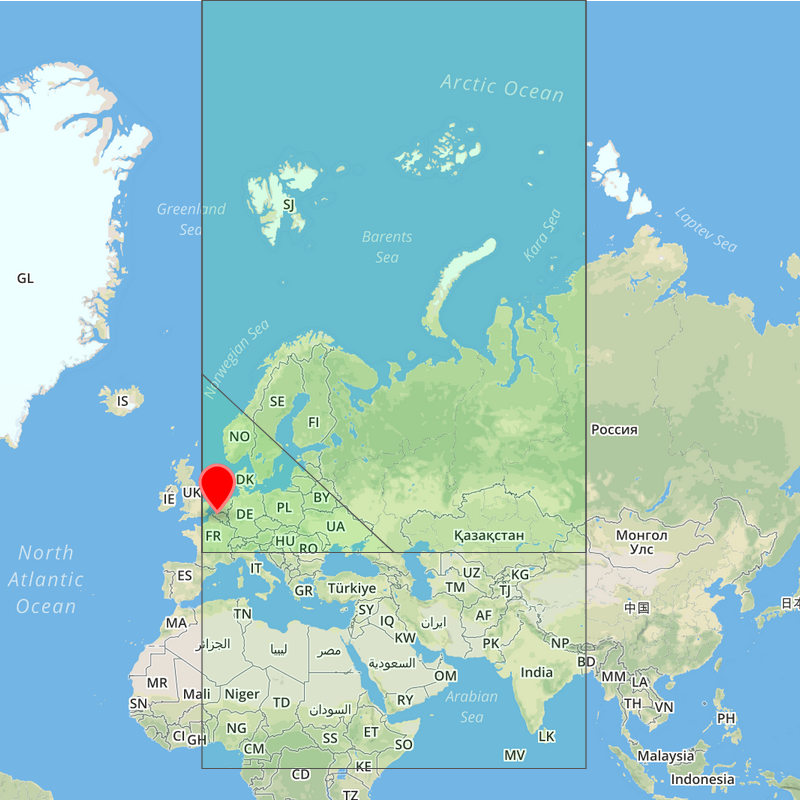 Arctic Ocean
SJ
Greenland
Sea
Barents
Sea
Kara Sea
Laptev Sea
GL
Norwegian Sea
IS
SE
FI
NO
Россия
DK
UK
IE
BY
PL
DE
UA
FR
HU
RO
Қазақстан
Монгол
Улс
North
Atlantic
Ocean
ES
IT
GR
Türkiye
UZ
KG
TM
TJ
中国
日本
TN
SY
IQ
ایران
AF
MA
الجزائر
ليبيا
مصر
KW
PK
NP
السعودية
BD
MR
Mali
Niger
TD
السودان
OM
RY
India
MM
LA
SN
Arabian
Sea
TH
VN
PH
CI
GH
NG
CM
SS
ET
SO
LK
MV
Malaysia
Indonesia
CD
KE
TZ